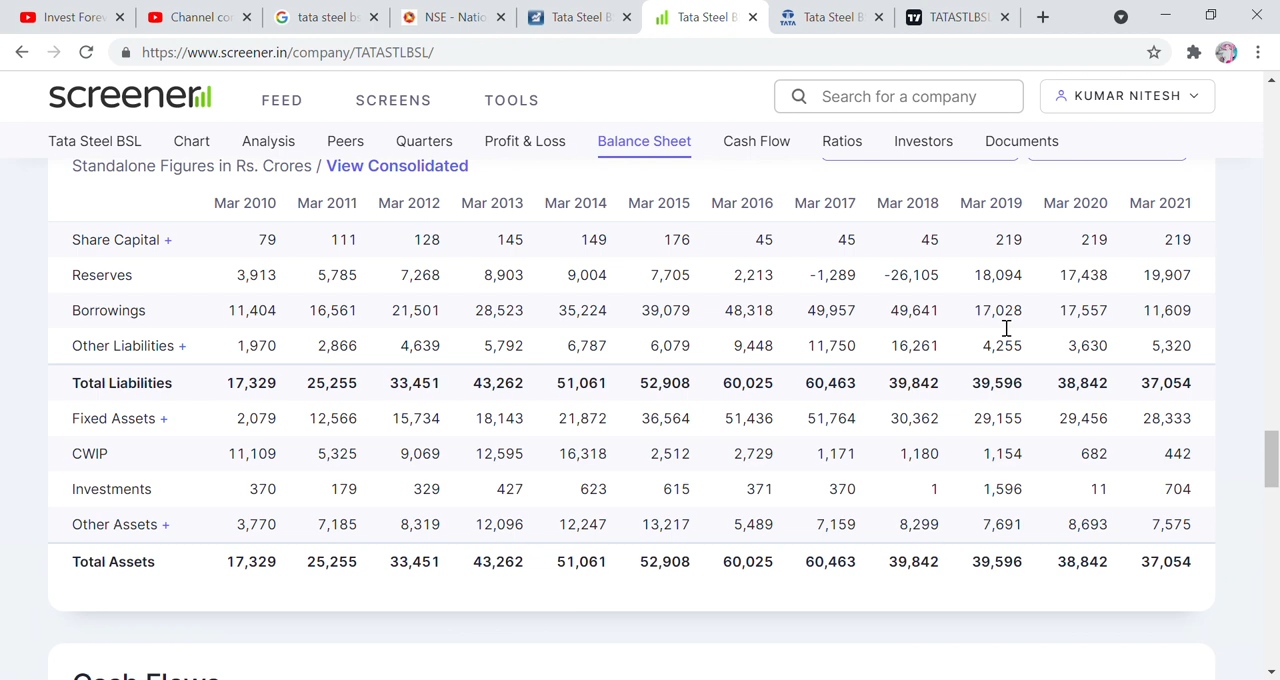 Invest Forev
Channel co
tata steel bs
NSE - Natio
Tata Steel B
Tata Steel B
TATA
Tata Steel B
TATASTLBSL
https://www.screener.in/company/TATASTLBSL/
screener
FEED
SCREENS
TOOLS
Search for a company
KUMAR NITESH
Tata Steel BSL Chart Analysis Peers Quarters Profit & Loss Balance Sheet Cash Flow Ratios Investors Documents
Standalone Figures in Rs. Crores / View Consolidated
Mar 2010 Mar 2011 Mar 2012 Mar 2013 Mar 2014 Mar 2015 Mar 2016 Mar 2017 Mar 2018 Mar 2019 Mar 2020 Mar 2021
Share Capital + 79 111 128 145 149 176 45 45 45 219 219 219
Reserves 3,913 5,785 7,268 8,903 9,004 7,705 2,213 -1,289 -26,105 18,094 17,438 19,907
Borrowings 11,404 16,561 21,501 28,523 35,224 39,079 48,318 49,957 49,641 17,028 17,557 11,609
Other Liabilities + 1,970 2,866 4,639 5,792 6,787 6,079 9,448 11,750 16,261 4,255 3,630 5,320
Total Liabilities 17,329 25,255 33,451 43,262 51,061 52,908 60,025 60,463 39,842 39,596 38,842 37,054
Fixed Assets + 2,079 12,566 15,734 18,143 21,872 36,564 51,436 51,764 30,362 29,155 29,456 28,333
CWIP 11,109 5,325 9,069 12,595 16,318 2,512 2,729 1,171 1,180 1,154 682 442
Investments 370 179 329 427 623 615 371 370 1 1,596 11 704
Other Assets + 3,770 7,185 8,319 12,096 12,247 13,217 5,489 7,159 8,299 7,691 8,693 7,575
Total Assets 17,329 25,255 33,451 43,262 51,061 52,908 60,025 60,463 39,842 39,596 38,842 37,054
Cash Flows